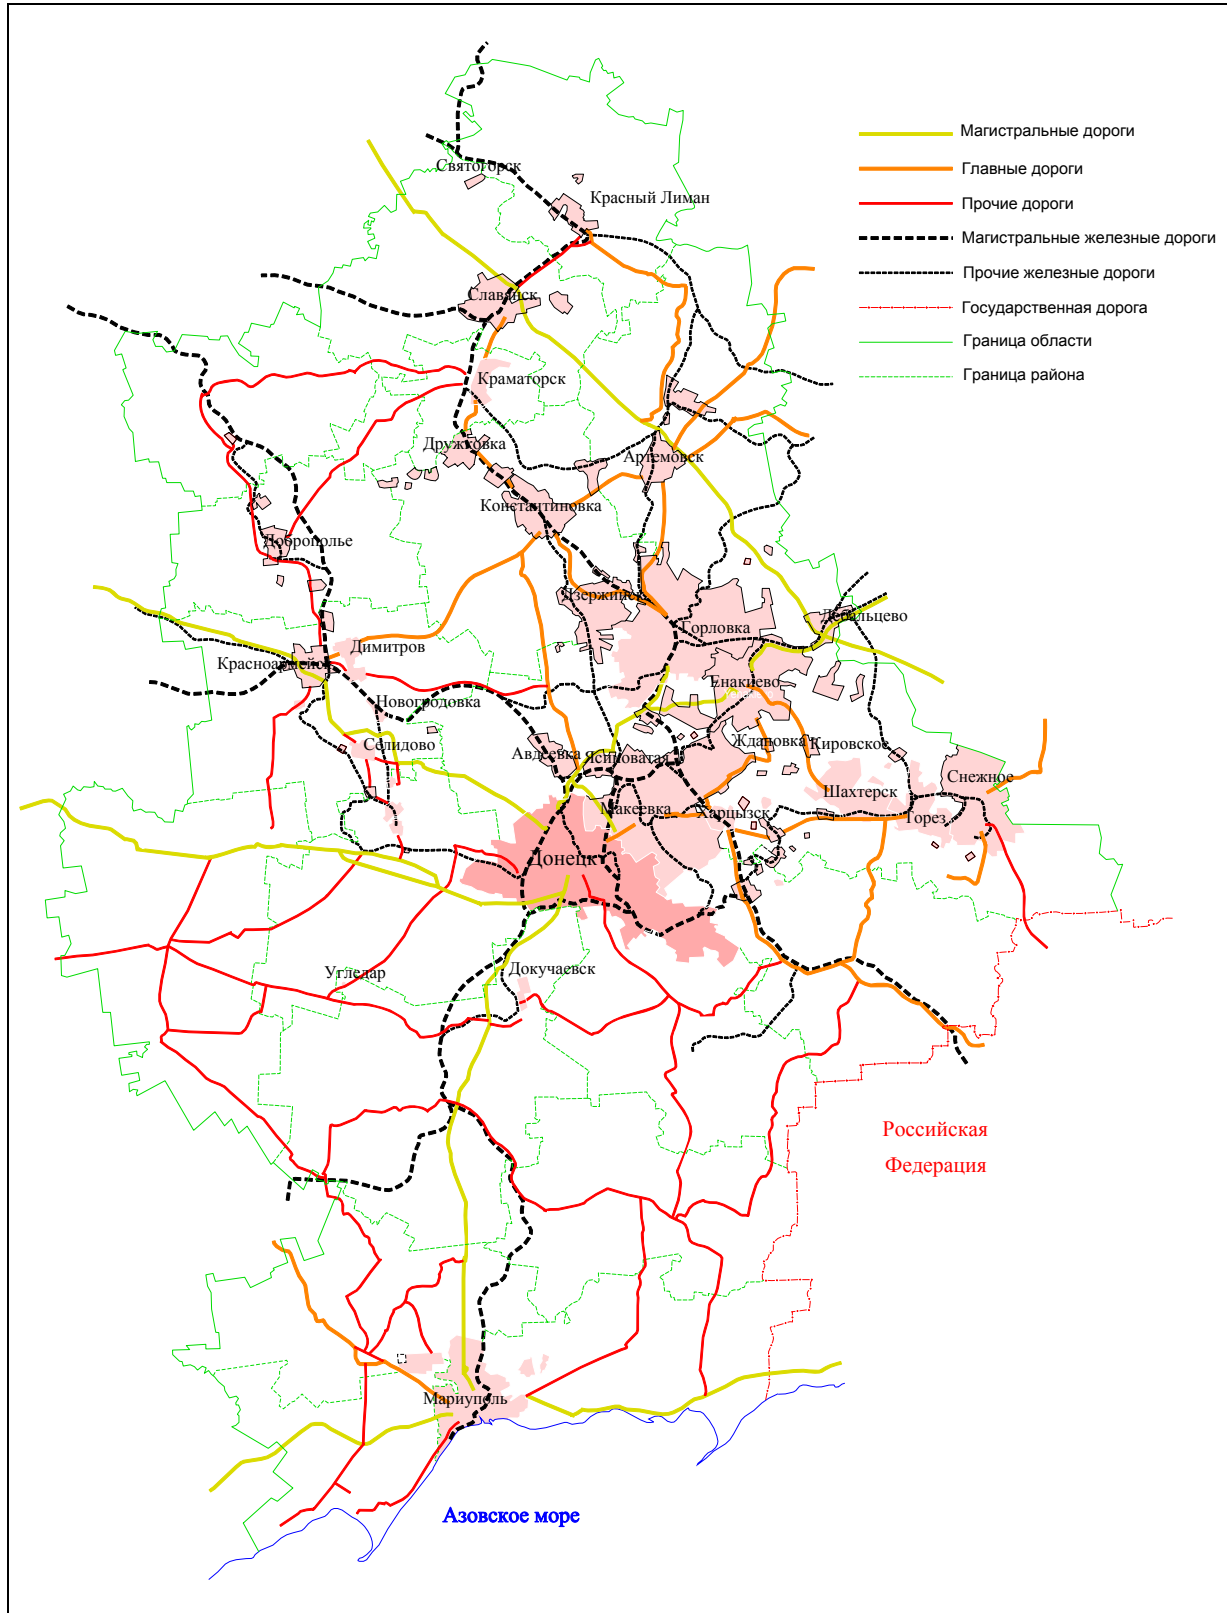 Магистральные дороги
Главные дороги
Прочие дороги
Магистральные железные дороги
Прочие железные дороги
Государственная дорога
Граница области
Граница района
Святогорск
Красный Лиман
Славянск
Краматорск
Дружковка
Артемовск
Константиновка
Доброполье
Дзержинск
Дебальцево
Горловка
Димитров
Красноармейск
Енакиево
Новогродовка
Селидово
Авдеевка
Ясиноватая
Ждановка
Кировское
Снежное
Шахтерск
Макеевка
Харцызск
Торез
Донецк
Угледар
Докучаевск
Российская
Федерация
Мариуполь
Азовское море